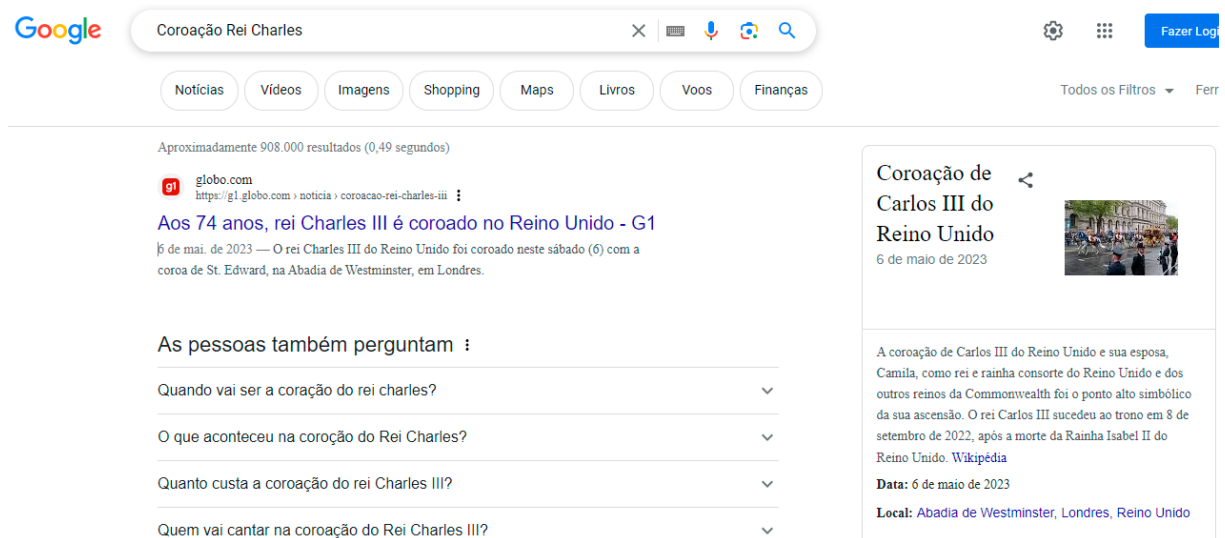 Google
Coroação Rei Charles
Fazer Logi
Notícias
Vídeos
Imagens
Shopping
Maps
Livros
Voos
Finanças
Todos os Filtros
Ferr
Aproximadamente 908.000 resultados (0,49 segundos)
g1
globo.com
https://g1.globo.com › noticia › coroacao-rei-charles-iii
Aos 74 anos, rei Charles III é coroado no Reino Unido - G1
6 de mai. de 2023 — O rei Charles III do Reino Unido foi coroado neste sábado (6) com a
coroa de St. Edward, na Abadia de Westminster, em Londres.
As pessoas também perguntam
Quando vai ser a coração do rei charles?
O que aconteceu na coroção do Rei Charles?
Quanto custa a coroação do rei Charles III?
Quem vai cantar na coroação do Rei Charles III?
Coroação de
Carlos III do
Reino Unido
6 de maio de 2023
A coroação de Carlos III do Reino Unido e sua esposa,
Camila, como rei e rainha consorte do Reino Unido e dos
outros reinos da Commonwealth foi o ponto alto simbólico
da sua ascensão. O rei Carlos III sucedeu ao trono em 8 de
setembro de 2022, após a morte da Rainha Isabel II do
Reino Unido. Wikipédia
Data: 6 de maio de 2023
Local: Abadia de Westminster, Londres, Reino Unido